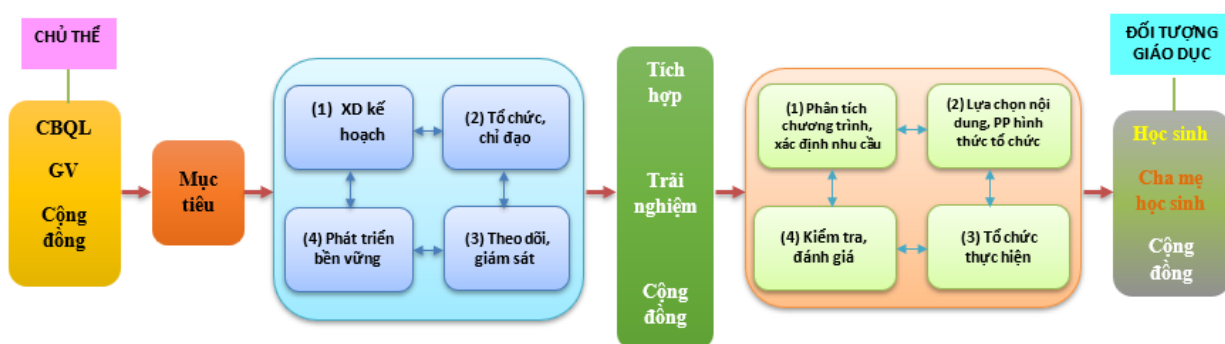 CHỦ THỂ
CBQL
GV
Cộng
đồng
Mục
tiêu
(1) XD kế
hoạch
(2) Tổ chức,
chỉ đạo
(4) Phát triển
bền vững
(3) Theo dõi,
giám sát
Tích
hợp
Trải
nghiệm
Cộng
đồng
(1) Phân tích
chương trình,
xác định nhu cầu
(2) Lựa chọn nội
dung, PP hình
thức tổ chức
(4) Kiểm tra,
đánh giá
(3) Tổ chức
thực hiện
ĐỐI TƯỢNG
GIÁO DỤC
Học sinh
Cha mẹ
học sinh
Cộng
đồng